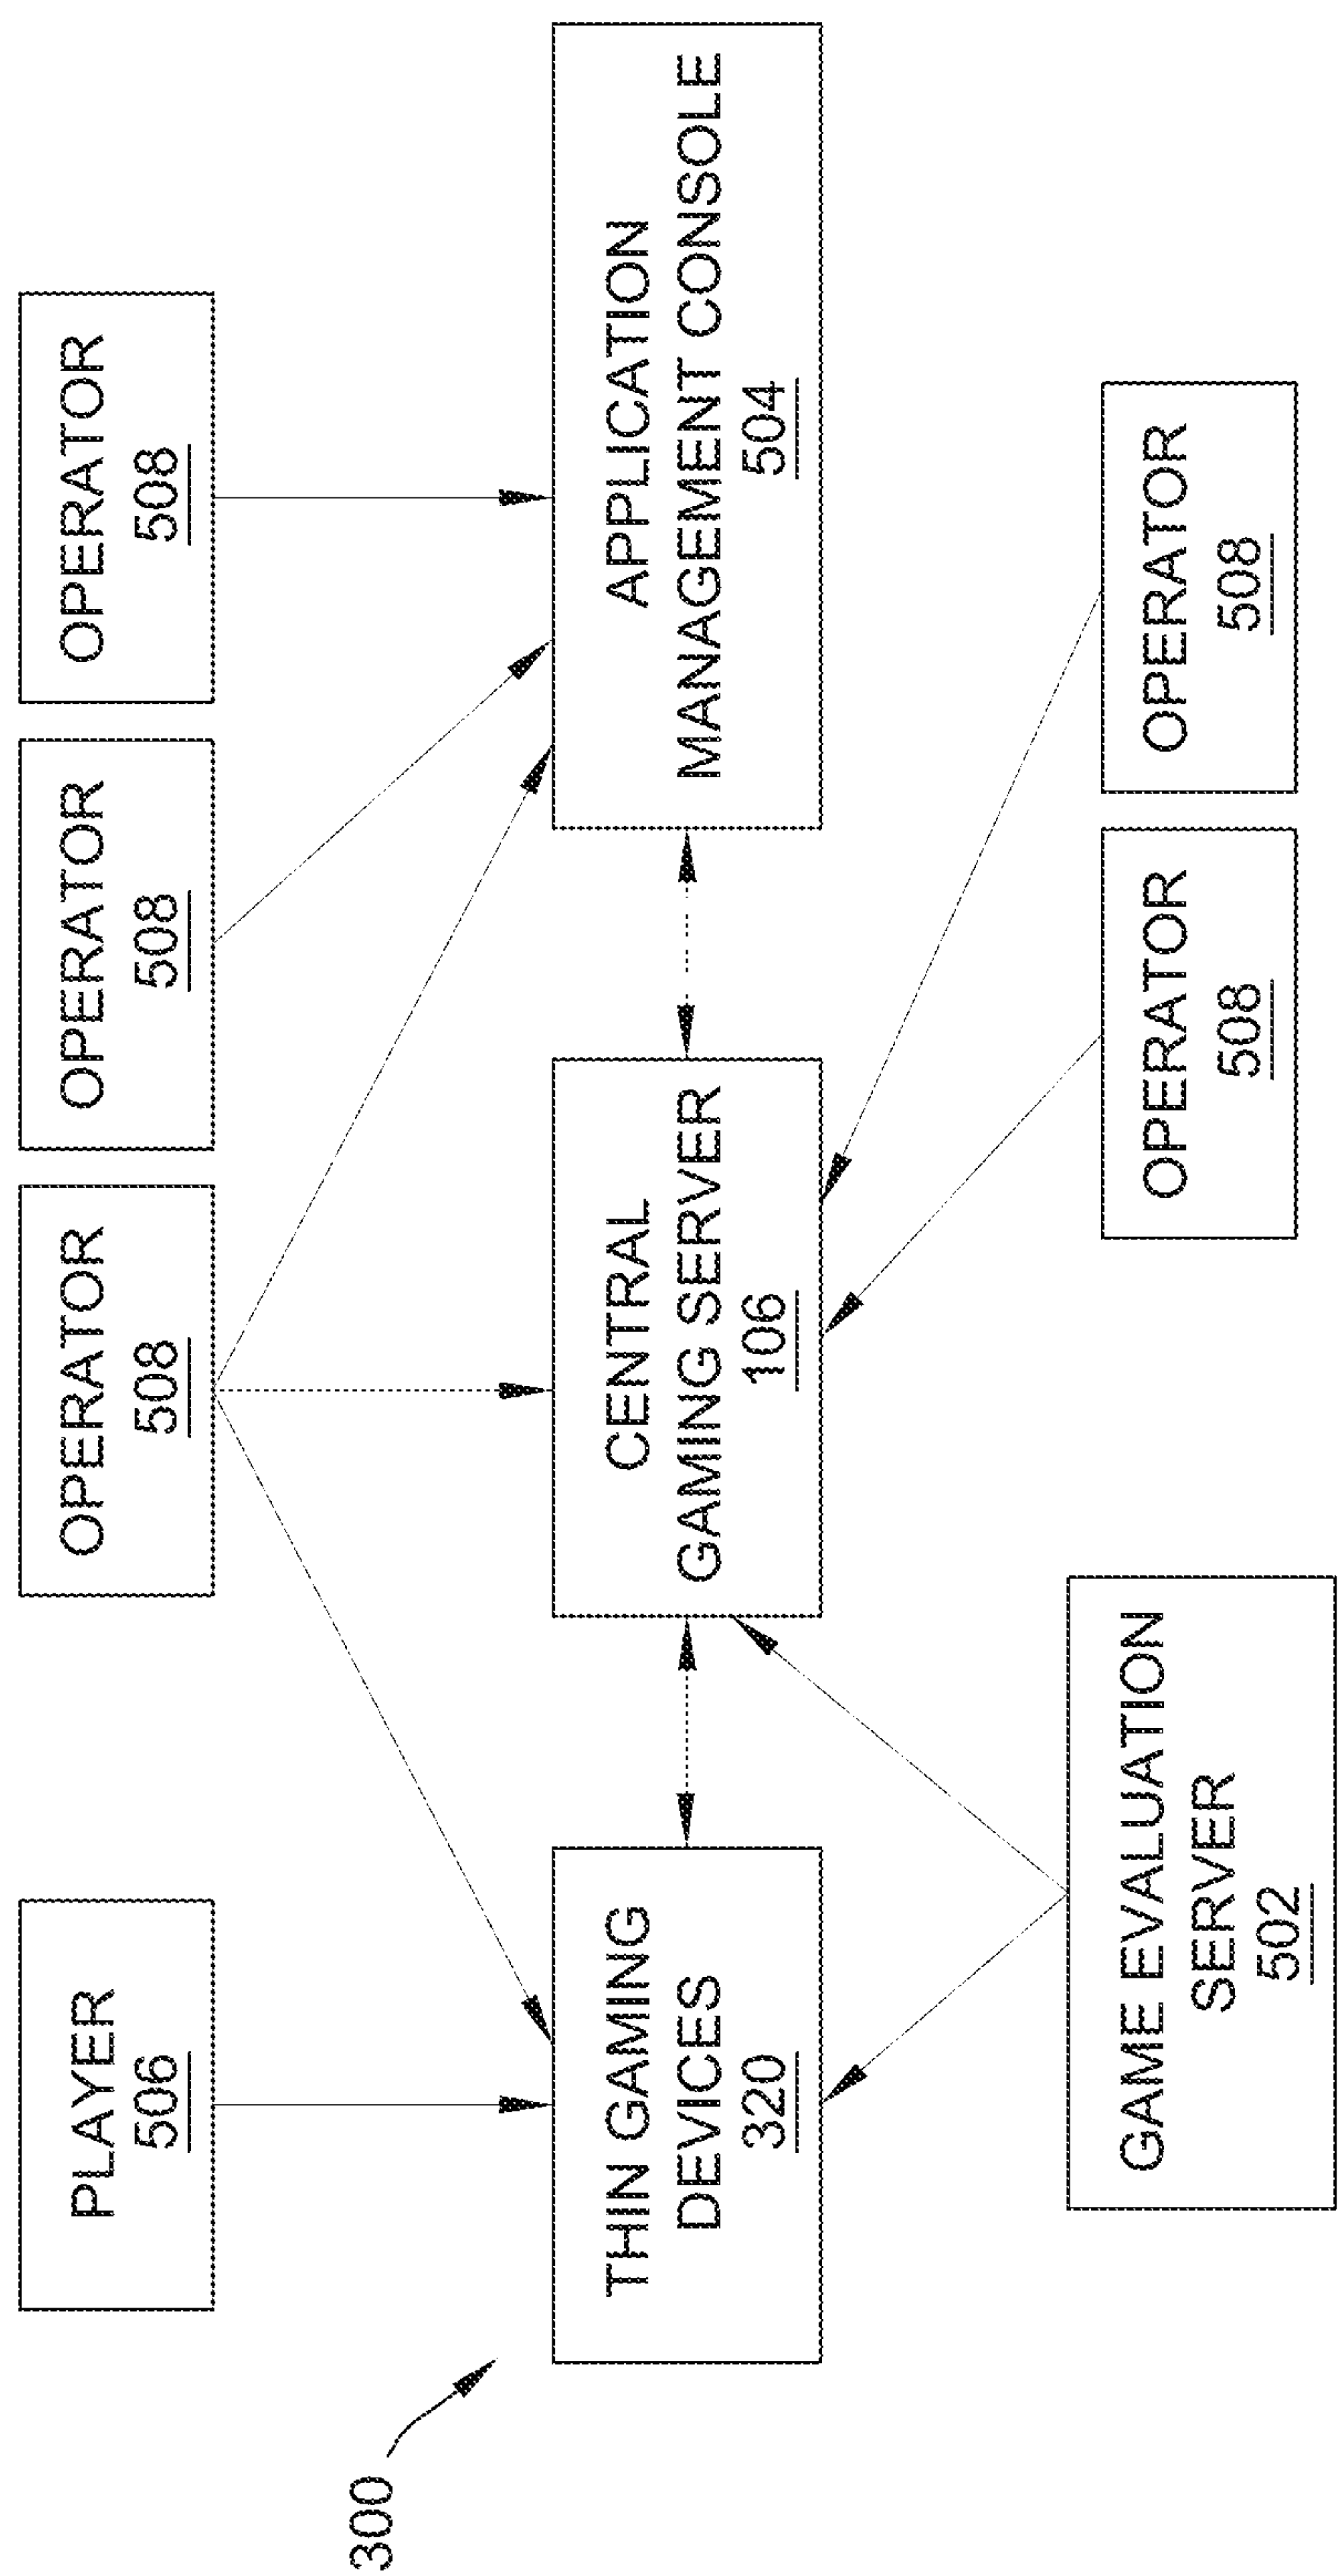 300
PLAYER
506
OPERATOR
508
OPERATOR
508
OPERATOR
508
THIN GAMING
DEVICES
320
CENTRAL
GAMING SERVER
106
APPLICATION
MANAGEMENT CONSOLE
504
GAME EVALUATION
SERVER
502
OPERATOR
508
OPERATOR
508